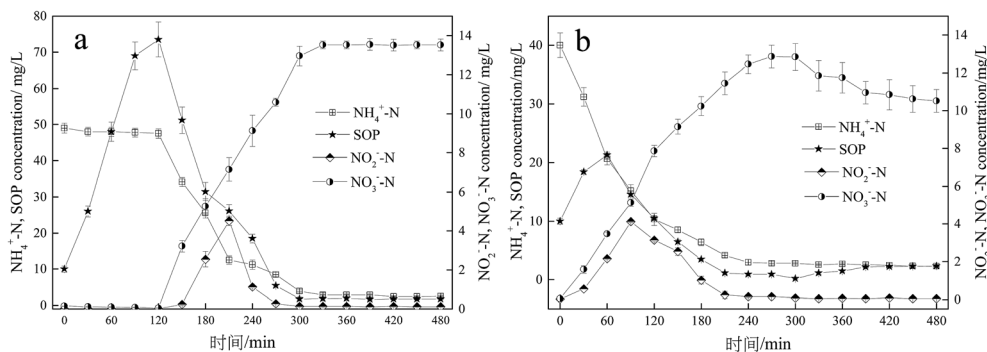 a
NH₄⁺-N, SOP concentration/ mg/L
80
70
60
50
40
30
20
10
0
NH₄⁺-N
SOP
NO₂⁻-N
NO₃⁻-N
14
12
10
8
6
4
2
0
NO₂⁻-N, NO₃⁻-N concentration/ mg/L
0 60 120 180 240 300 360 420 480
时间/min
b
NH₄⁺-N, SOP concentration/mg/L
40
30
20
10
0
NH₄⁺-N
SOP
NO₂⁻-N
NO₃⁻-N
14
12
10
8
6
4
2
0
NO₂⁻-N, NO₃⁻-N concentration/ mg/L
0 60 120 180 240 300 360 420 480
时间/min